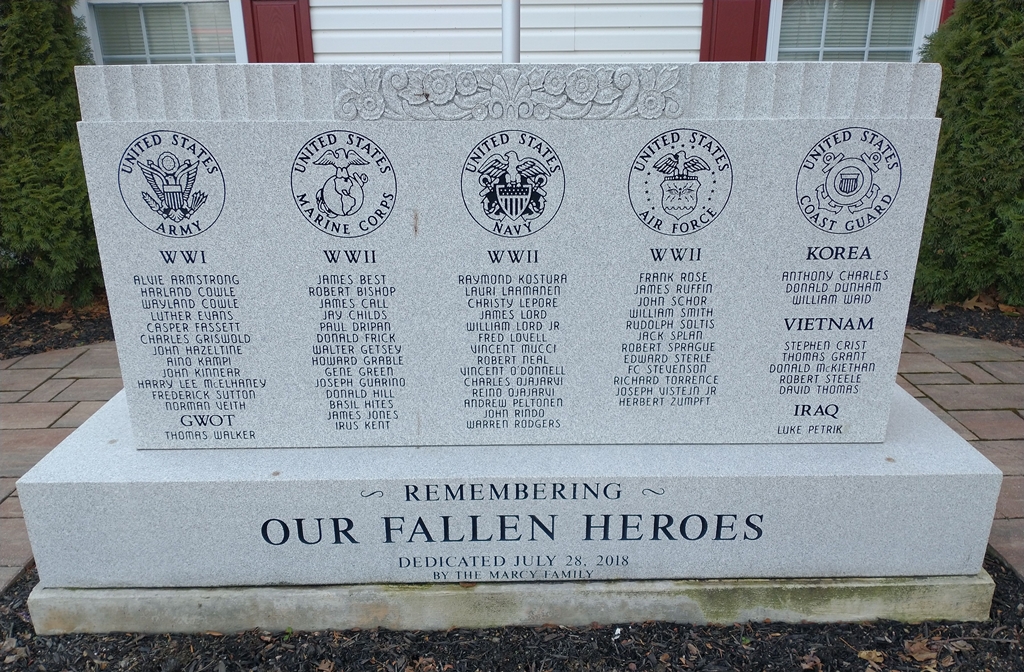 UNITED STATES
ARMY
WWI
ALVIE ARMSTRONG
HARLAND COWLE
WAYLAND COWLE
LUTHER EVANS
CASPER FASSETT
CHARLES GRISWOLD
JOHN HAZELTINE
AINO KAMPPI
JOHN KINNEAR
HARRY LEE McELHANEY
FREDERICK SUTTON
NORMAN VEITH
GWOT
THOMAS WALKER
UNITED STATES
MARINE CORPS
WWII
JAMES BEST
ROBERT BISHOP
JAMES CALL
JAY CHILDS
PAUL DRIPAN
DONALD FRICK
WALTER GETSEY
HOWARD GRABLE
GENE GREEN
JOSEPH GUARINO
DONALD HILL
BASIL HITES
JAMES JONES
IRUS KENT
UNITED STATES
NAVY
WWII
RAYMOND KOSTURA
LAURI LAAMANEN
CHRISTY LEPORE
JAMES LORD
WILLIAM LORD JR
FRED LOVELL
VINCENT MUCCI
ROBERT NEAL
VINCENT O'DONNELL
CHARLES OJAJARVI
REINO OJAJARVI
ANDREW PELTONEN
JOHN RINDO
WARREN RODGERS
UNITED STATES
AIR FORCE
WWII
FRANK ROSE
JAMES RUFFIN
JOHN SCHOR
WILLIAM SMITH
RUDOLPH SOLTIS
JACK SPLAN
ROBERT SPRAGUE
EDWARD STERLE
FC STEVENSON
RICHARD TORRENCE
JOSEPH VISTEJN JR
HERBERT ZUMPFT
UNITED STATES
COAST GUARD
KOREA
ANTHONY CHARLES
DONALD DUNHAM
WILLIAM WAID
VIETNAM
STEPHEN CRIST
THOMAS GRANT
DONALD McKIETHAN
ROBERT STEELE
DAVID THOMAS
IRAQ
LUKE PETRIK
~ REMEMBERING ~
OUR FALLEN HEROES
DEDICATED JULY 28, 2018
BY THE MARCY FAMILY